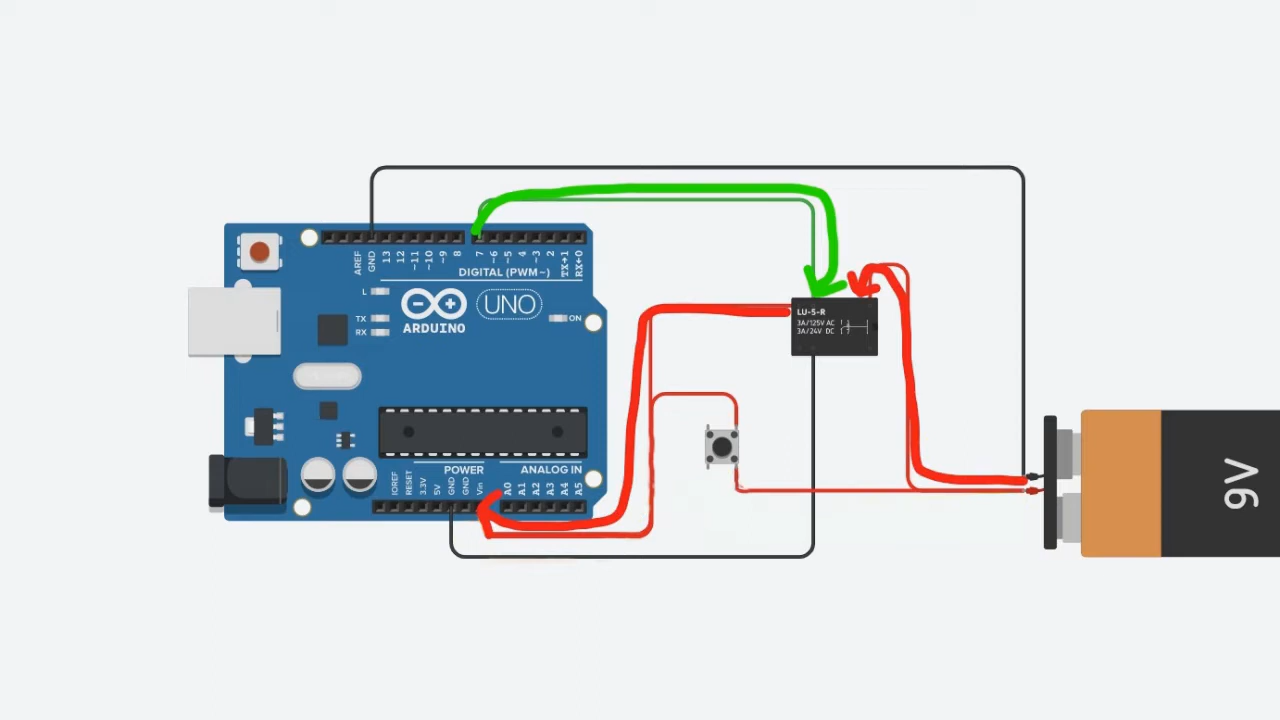 AREF
GND
13
12
~11
~10
~9
8
7
~6
~5
4
~3
2
TX→1
RX←0
DIGITAL (PWM~)
L
TX
RX
UNO
ARDUINO
ON
LU-5-R
3A/125V AC
3A/24V DC
POWER
ANALOG IN
IOREF
RESET
3.3V
5V
GND
GND
Vin
A0
A1
A2
A3
A4
A5
9V